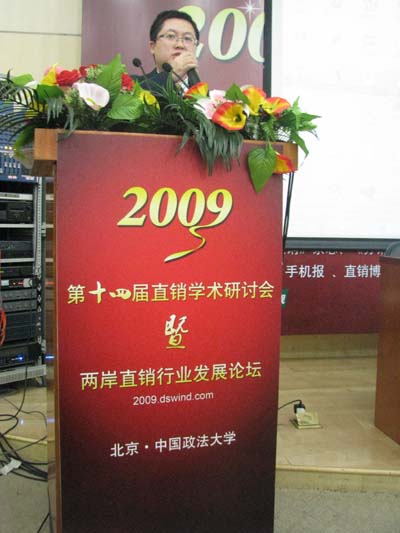 200
2009
第十四届直销学术研讨会
暨
两岸直销行业发展论坛
2009.dswind.com
北京·中国政法大学
手机报、直销博